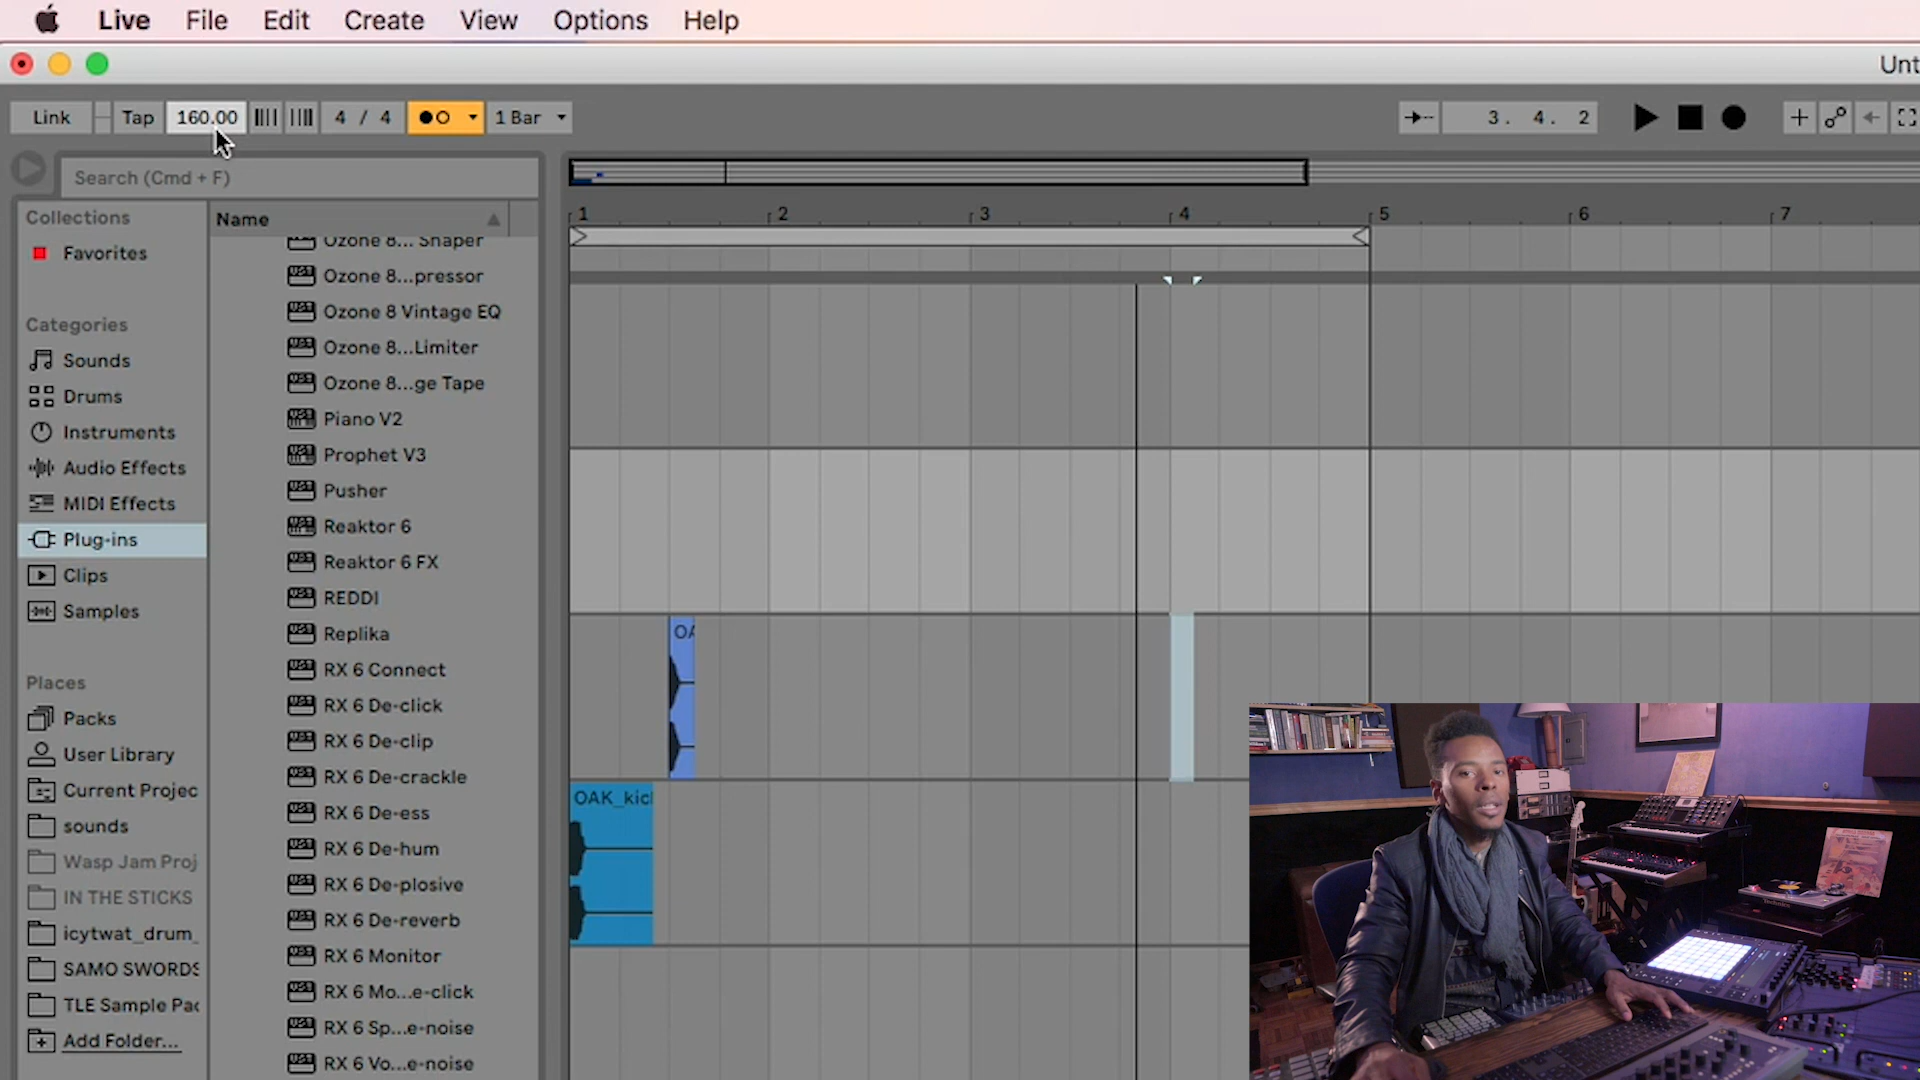 Live File Edit Create View Options Help
Unt
Link Tap 160.00 4 / 4 1 Bar 3. 4. 2
Search (Cmd + F)
Collections
Favorites
Categories
Sounds
Drums
Instruments
Audio Effects
MIDI Effects
Plug-ins
Clips
Samples
Places
Packs
User Library
Current Projec
sounds
Wasp Jam Proj
IN THE STICKS
icytwat_drum_
SAMO SWORDS
TLE Sample Pac
Add Folder...
Name
Ozone 8... Shaper
Ozone 8...pressor
Ozone 8 Vintage EQ
Ozone 8...Limiter
Ozone 8...ge Tape
Piano V2
Prophet V3
Pusher
Reaktor 6
Reaktor 6 FX
REDDI
Replika
RX 6 Connect
RX 6 De-click
RX 6 De-clip
RX 6 De-crackle
RX 6 De-ess
RX 6 De-hum
RX 6 De-plosive
RX 6 De-reverb
RX 6 Monitor
RX 6 Mo...e-click
RX 6 Sp...e-noise
RX 6 Vo...e-noise
1 2 3 4 5 6 7
OA
OAK_kic